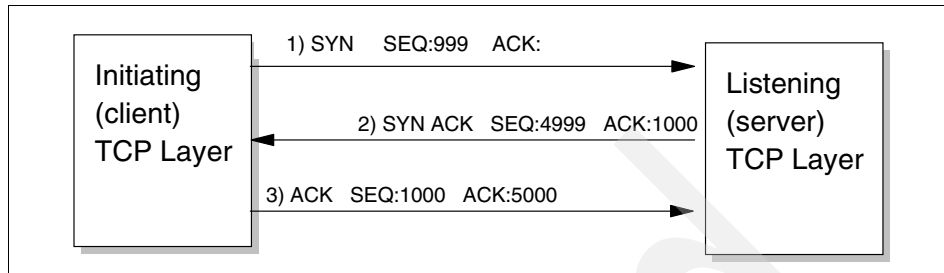 1) SYN SEQ:999 ACK:
Initiating
(client)
TCP Layer
2) SYN ACK SEQ:4999 ACK:1000
3) ACK SEQ:1000 ACK:5000
Listening
(server)
TCP Layer